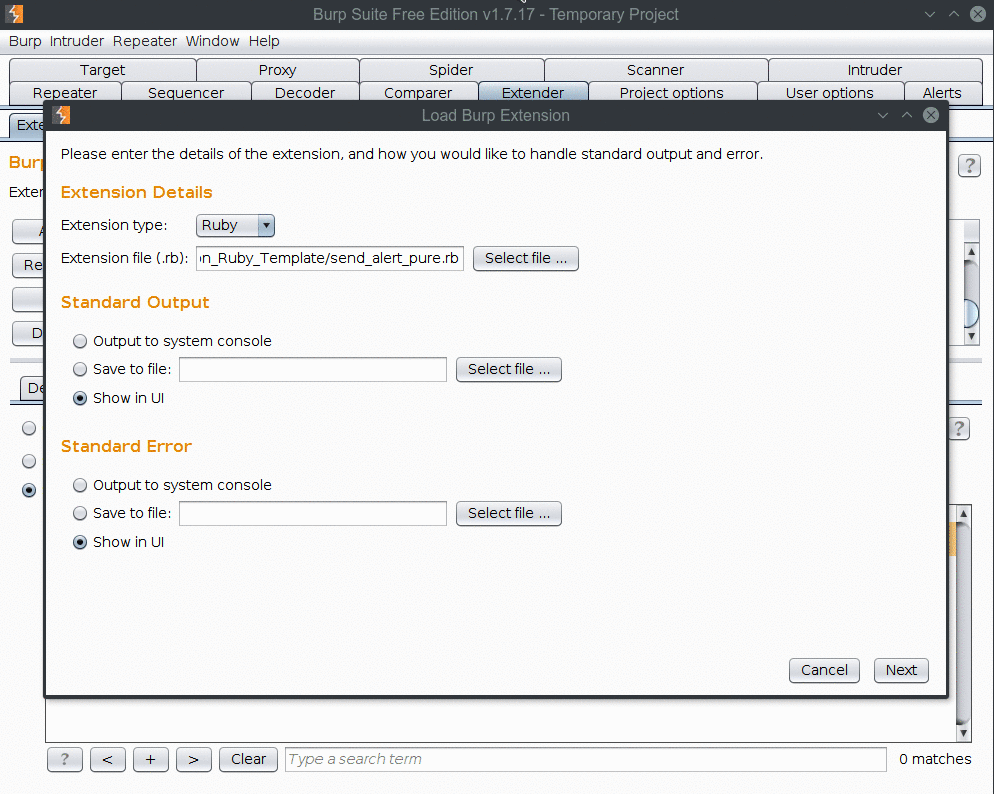 Burp Suite Free Edition v1.7.17 - Temporary Project
Burp Intruder Repeater Window Help
Target Proxy Spider Scanner Intruder
Repeater Sequencer Decoder Comparer Extender Project options User options Alerts
Exte
Load Burp Extension
Please enter the details of the extension, and how you would like to handle standard output and error.
Burp
?
Exter
Extension Details
Extension type: Ruby
A
Extension file (.rb): on_Ruby_Template/send_alert_pure.rb Select file ...
Re
Standard Output
D
Output to system console
Save to file: Select file ...
De
Show in UI
?
Standard Error
Output to system console
Save to file: Select file ...
Show in UI
Cancel Next
? < + > Clear Type a search term 0 matches